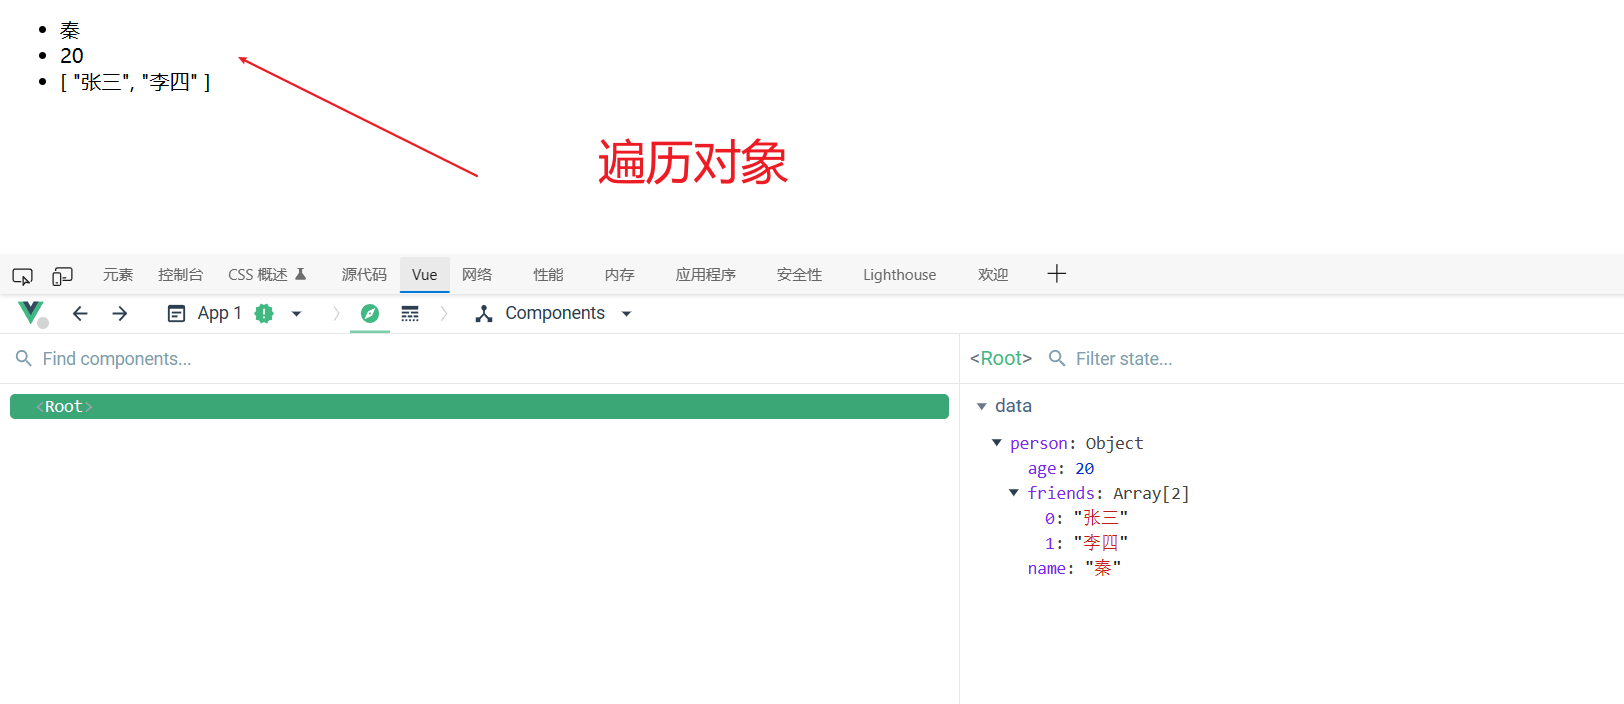 秦
20
[ "张三", "李四" ]
遍历对象
元素 控制台 CSS 概述 源代码 Vue 网络 性能 内存 应用程序 安全性 Lighthouse 欢迎
App 1 Components
Find components...
<Root> Filter state...
<Root>
data
person: Object
age: 20
friends: Array[2]
0: "张三"
1: "李四"
name: "秦"